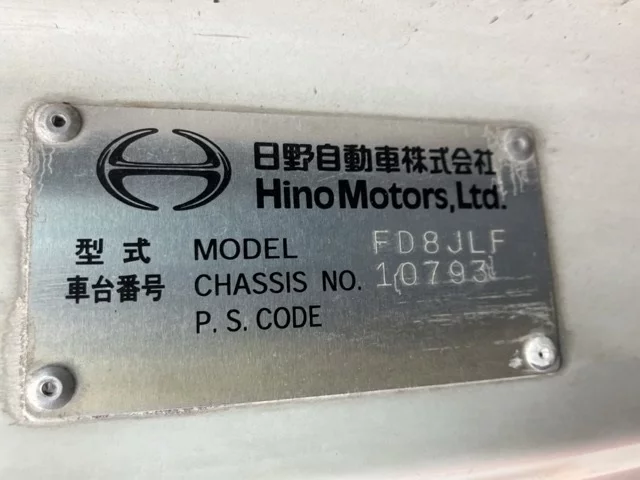 日野自動車株式会社
Hino Motors, Ltd.
型式 MODEL FD8JLF
車台番号 CHASSIS NO. 10793
P. S. CODE